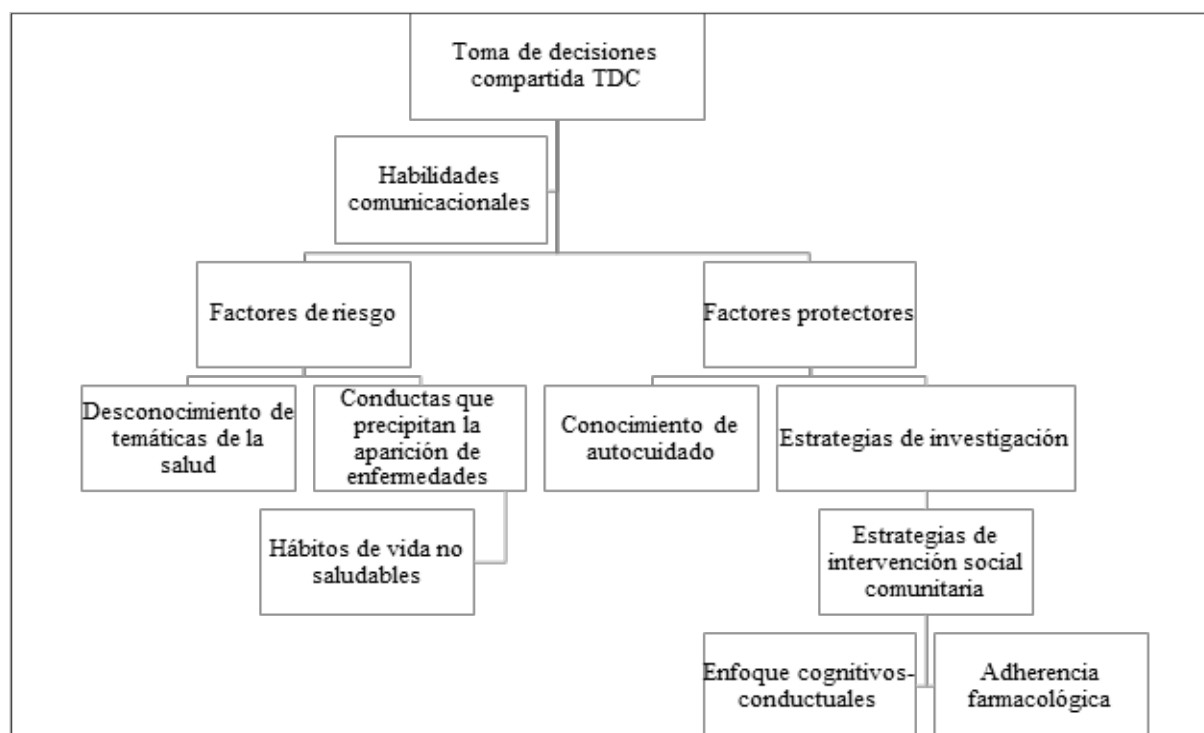 Toma de decisiones
compartida TDC
Habilidades
comunicacionales
Factores de riesgo
Factores protectores
Desconocimiento de
temáticas de la
salud
Conductas que
precipitan la
aparición de
enfermedades
Conocimiento de
autocuidado
Estrategias de investigación
Hábitos de vida no
saludables
Estrategias de
intervención social
comunitaria
Enfoque cognitivos-
conductuales
Adherencia
farmacológica